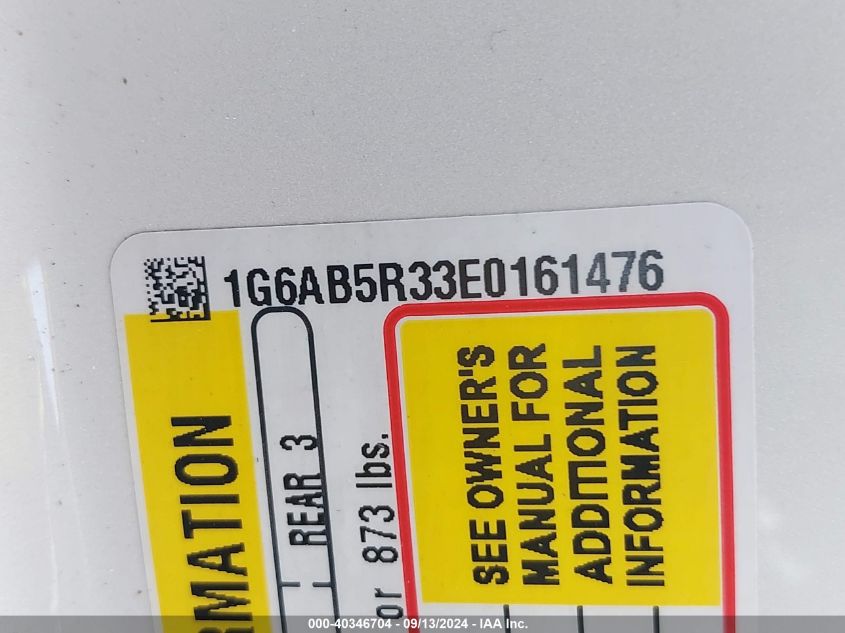 1G6AB5R33E0161476
RMATION
REAR 3
or 873 lbs.
SEE OWNER'S
MANUAL FOR
ADDITIONAL
INFORMATION
000-40346704 - 09/13/2024 - IAA Inc.